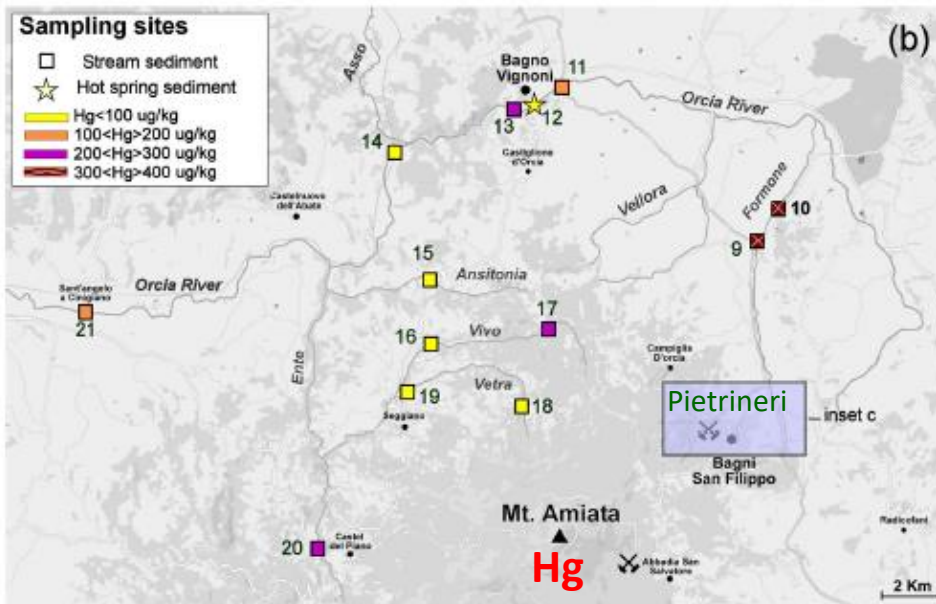 Sampling sites
Stream sediment
Hot spring sediment
Hg<100 ug/kg
100<Hg>200 ug/kg
200<Hg>300 ug/kg
300<Hg>400 ug/kg
(b)
Asso
Bagno
Vignoni
11
12
13
14
Orcia River
Castiglione
d'Orcia
Castelnuovo
dell'Abate
Vellora
Formone
10
9
15
Ansitonia
Orcia River
Sant'angelo
a Cinigiano
21
17
16
Vivo
Ente
Campiglia
D'orcia
Vetra
19
18
Seggiano
Pietrineri
inset c
Bagni
San Filippo
Mt. Amiata
Hg
20
Castel
del Piano
Abbadia San
Salvatore
Radicofani
2 Km